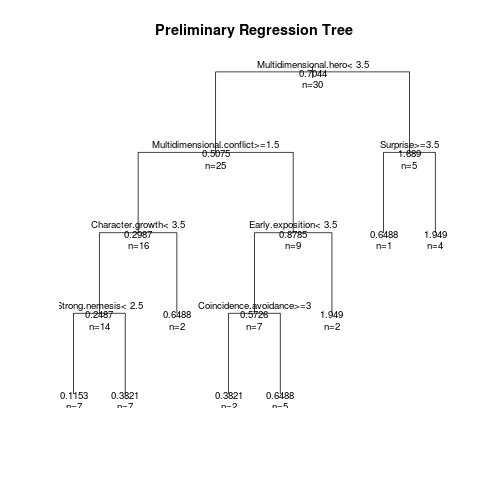 Preliminary Regression Tree
Multidimensional.hero< 3.5
0.7044
n=30
Multidimensional.conflict>=1.5
0.5075
n=25
Surprise>=3.5
1.689
n=5
Character.growth< 3.5
0.2987
n=16
Early.exposition< 3.5
0.8785
n=9
0.6488
n=1
1.949
n=4
Strong.nemesis< 2.5
0.2487
n=14
0.6488
n=2
Coincidence.avoidance>=3
0.5726
n=7
1.949
n=2
0.1153
n=7
0.3821
n=7
0.3821
n=2
0.6488
n=5